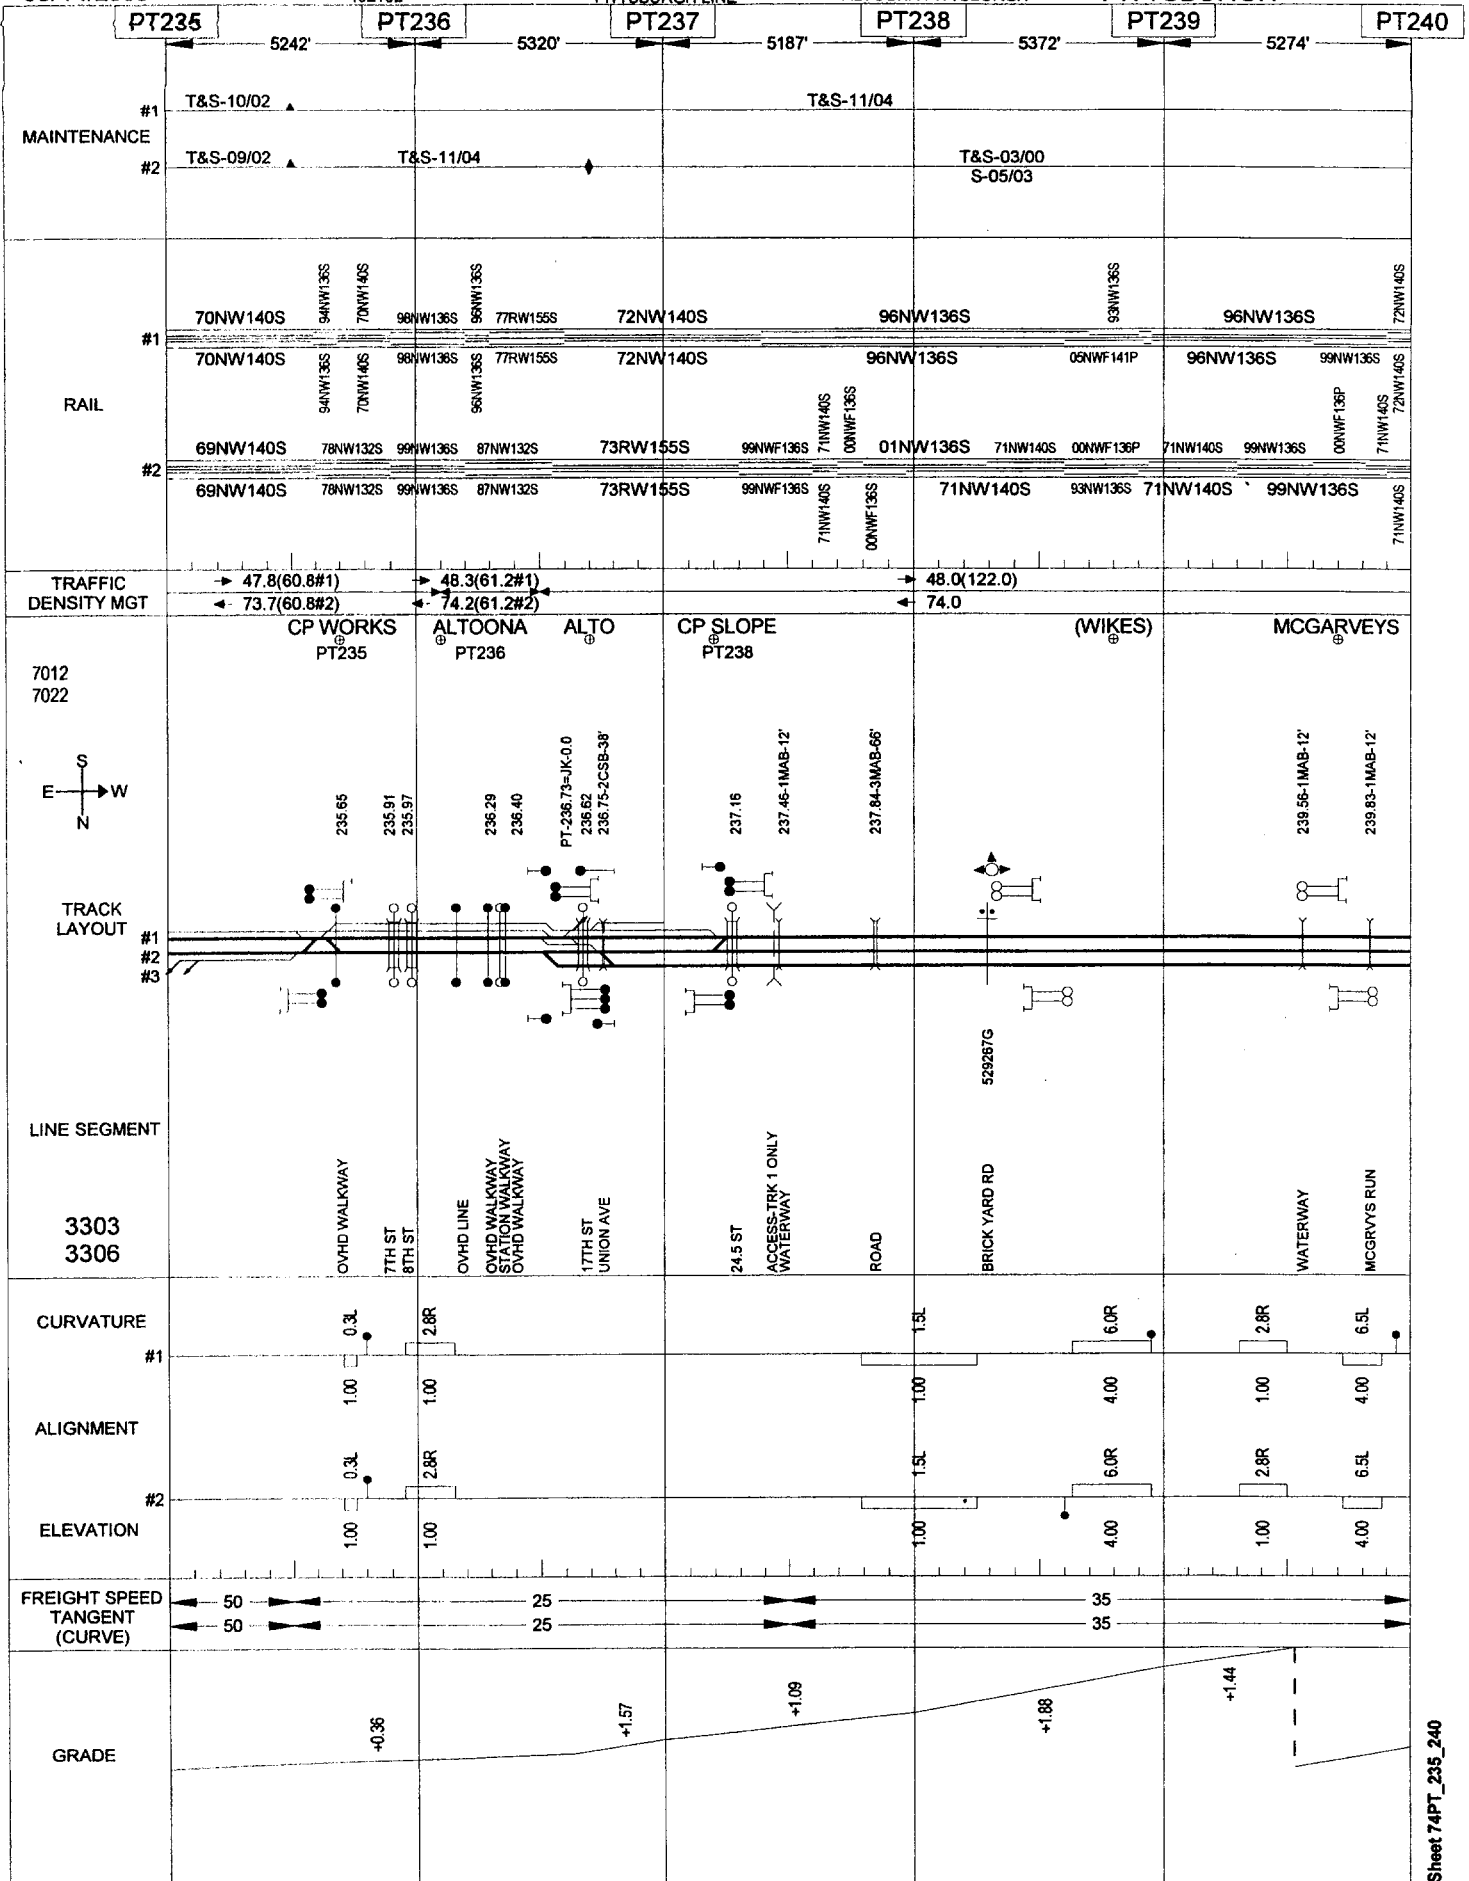 PT235 PT236 PT237 PT238 PT239 PT240
5242' 5320' 5187' 5372' 5274'
MAINTENANCE
#1 T&S-10/02 T&S-11/04
#2 T&S-09/02 T&S-11/04 T&S-03/00
S-05/03
RAIL
94NW136S 70NW140S 96NW136S 93NW136S 72NW140S
70NW140S 98NW136S 77RW155S 72NW140S 96NW136S 96NW136S
#1
70NW140S 98NW136S 77RW155S 72NW140S 96NW136S 05NWF141P 96NW136S 99NW136S
94NW136S 70NW140S 96NW136S 72NW140S
71NW140S 00NWF136S 00NWF136P 71NW140S
69NW140S 78NW132S 99NW136S 87NW132S 73RW155S 99NWF136S 01NW136S 71NW140S 00NWF136P 71NW140S 99NW136S
#2
69NW140S 78NW132S 99NW136S 87NW132S 73RW155S 99NWF136S 71NW140S 93NW136S 71NW140S 99NW136S
71NW140S 00NWF136S 71NW140S
TRAFFIC
DENSITY MGT
47.8(60.8#1) 48.3(61.2#1) 48.0(122.0)
73.7(60.8#2) 74.2(61.2#2) 74.0
CP WORKS ALTOONA ALTO CP SLOPE (WIKES) MCGARVEYS
PT235 PT236 PT238
7012
7022
S
E W
N
235.65
235.91
235.97
236.29
236.40
PT-236.73=JK-0.0
236.62
236.75-2CSB-38'
237.16
237.46-1MAB-12'
237.84-3MAB-66'
239.56-1MAB-12'
239.83-1MAB-12'
TRACK
LAYOUT
#1
#2
#3
529267G
LINE SEGMENT
3303
3306
OVHD WALKWAY
7TH ST
8TH ST
OVHD LINE
OVHD WALKWAY
STATION WALKWAY
OVHD WALKWAY
17TH ST
UNION AVE
24.5 ST
ACCESS-TRK 1 ONLY
WATERWAY
ROAD
BRICK YARD RD
WATERWAY
MCGRVYS RUN
CURVATURE
0.3L 2.8R 1.5L 6.0R 2.8R 6.5L
#1
1.00 1.00 1.00 4.00 1.00 4.00
ALIGNMENT
0.3L 2.8R 1.5L 6.0R 2.8R 6.5L
#2
ELEVATION
1.00 1.00 1.00 4.00 1.00 4.00
FREIGHT SPEED
TANGENT
(CURVE)
50 25 35
50 25 35
GRADE
+0.36 +1.57 +1.09 +1.88 +1.44
Sheet 74PT_235_240